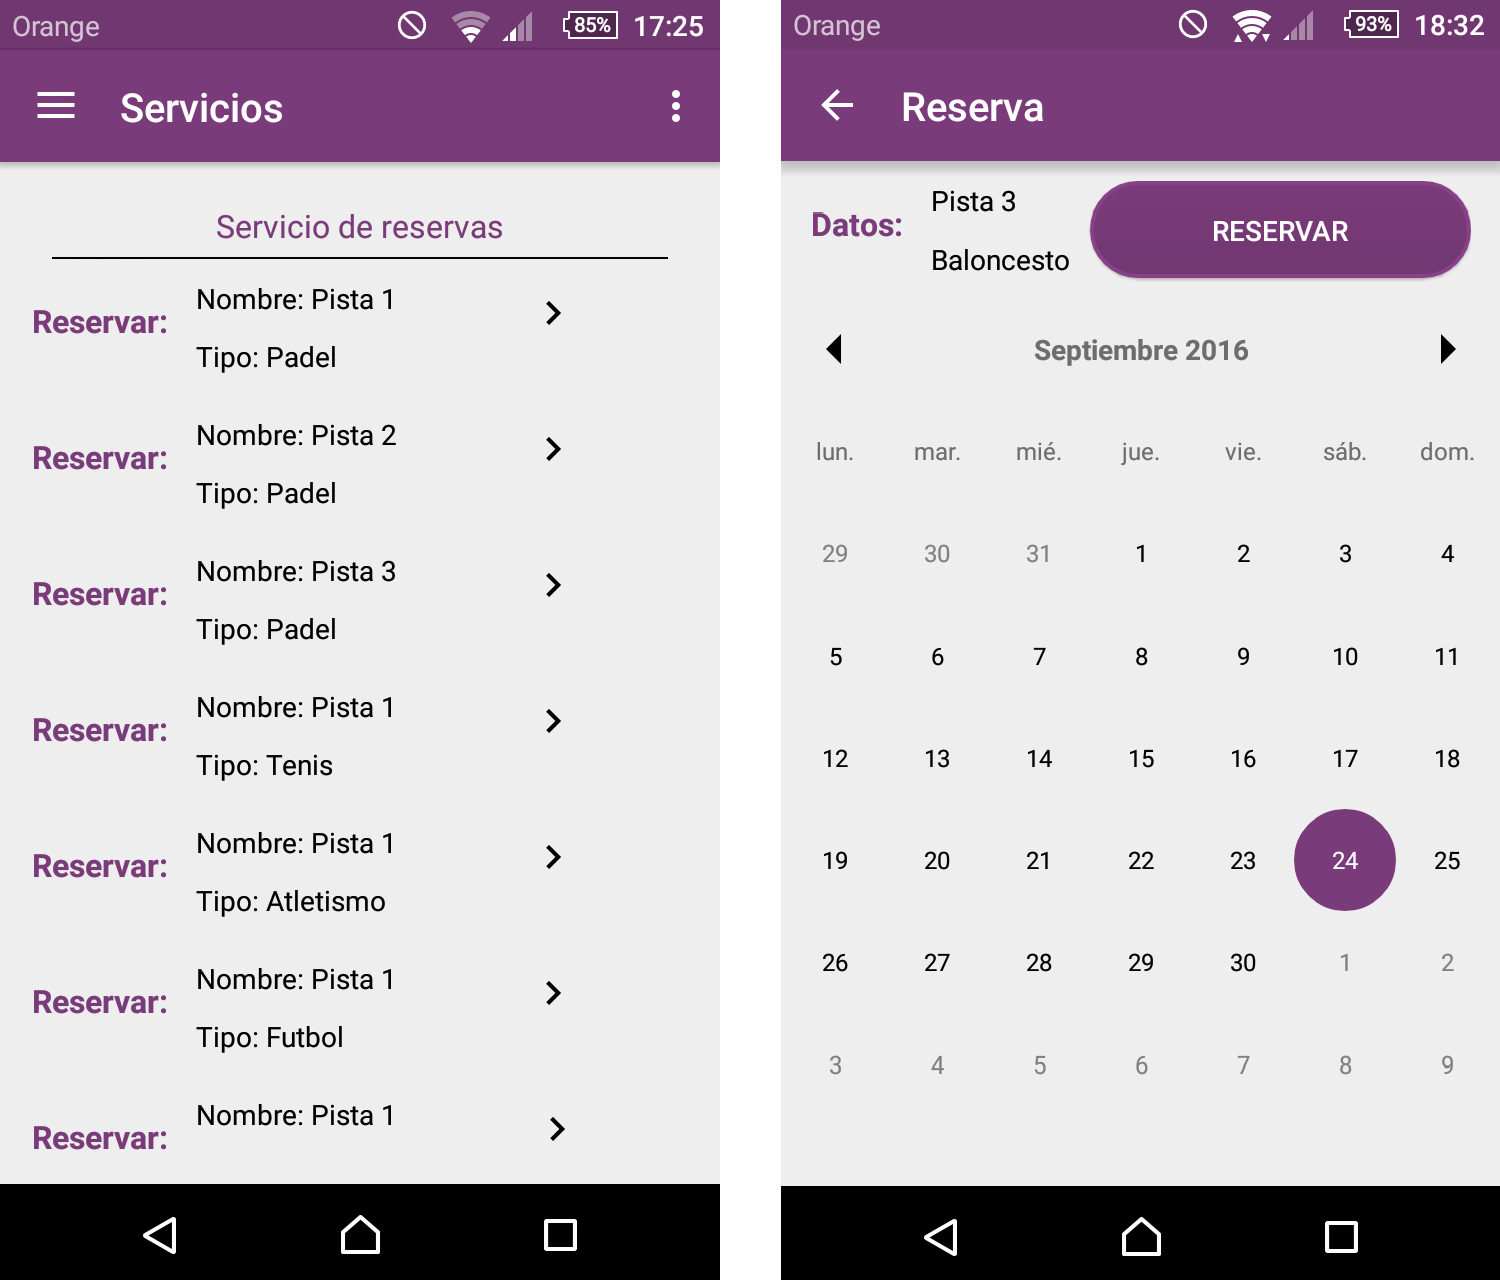 Orange 85% 17:25
Servicios
Servicio de reservas
Reservar: Nombre: Pista 1
Tipo: Padel
Reservar: Nombre: Pista 2
Tipo: Padel
Reservar: Nombre: Pista 3
Tipo: Padel
Reservar: Nombre: Pista 1
Tipo: Tenis
Reservar: Nombre: Pista 1
Tipo: Atletismo
Reservar: Nombre: Pista 1
Tipo: Futbol
Reservar: Nombre: Pista 1
Orange 93% 18:32
Reserva
Datos: Pista 3
Baloncesto
RESERVAR
Septiembre 2016
lun. mar. mié. jue. vie. sáb. dom.
29 30 31 1 2 3 4
5 6 7 8 9 10 11
12 13 14 15 16 17 18
19 20 21 22 23 24 25
26 27 28 29 30 1 2
3 4 5 6 7 8 9